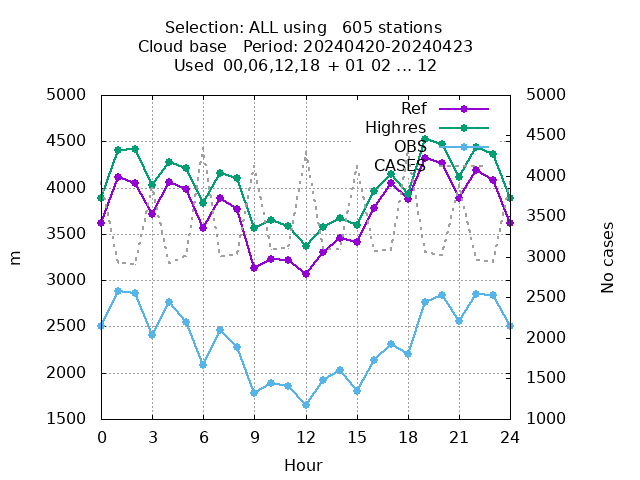 Selection: ALL using   605 stations
Cloud base   Period: 20240420-20240423
Used 00,06,12,18 + 01 02 ... 12
5000 5000
Ref
Highres
OBS
CASES
4500 4500
4000 4000
3500 3500
3000 3000
2500 2500
2000 2000
1500 1500
1000
m
No cases
0 3 6 9 12 15 18 21 24
Hour